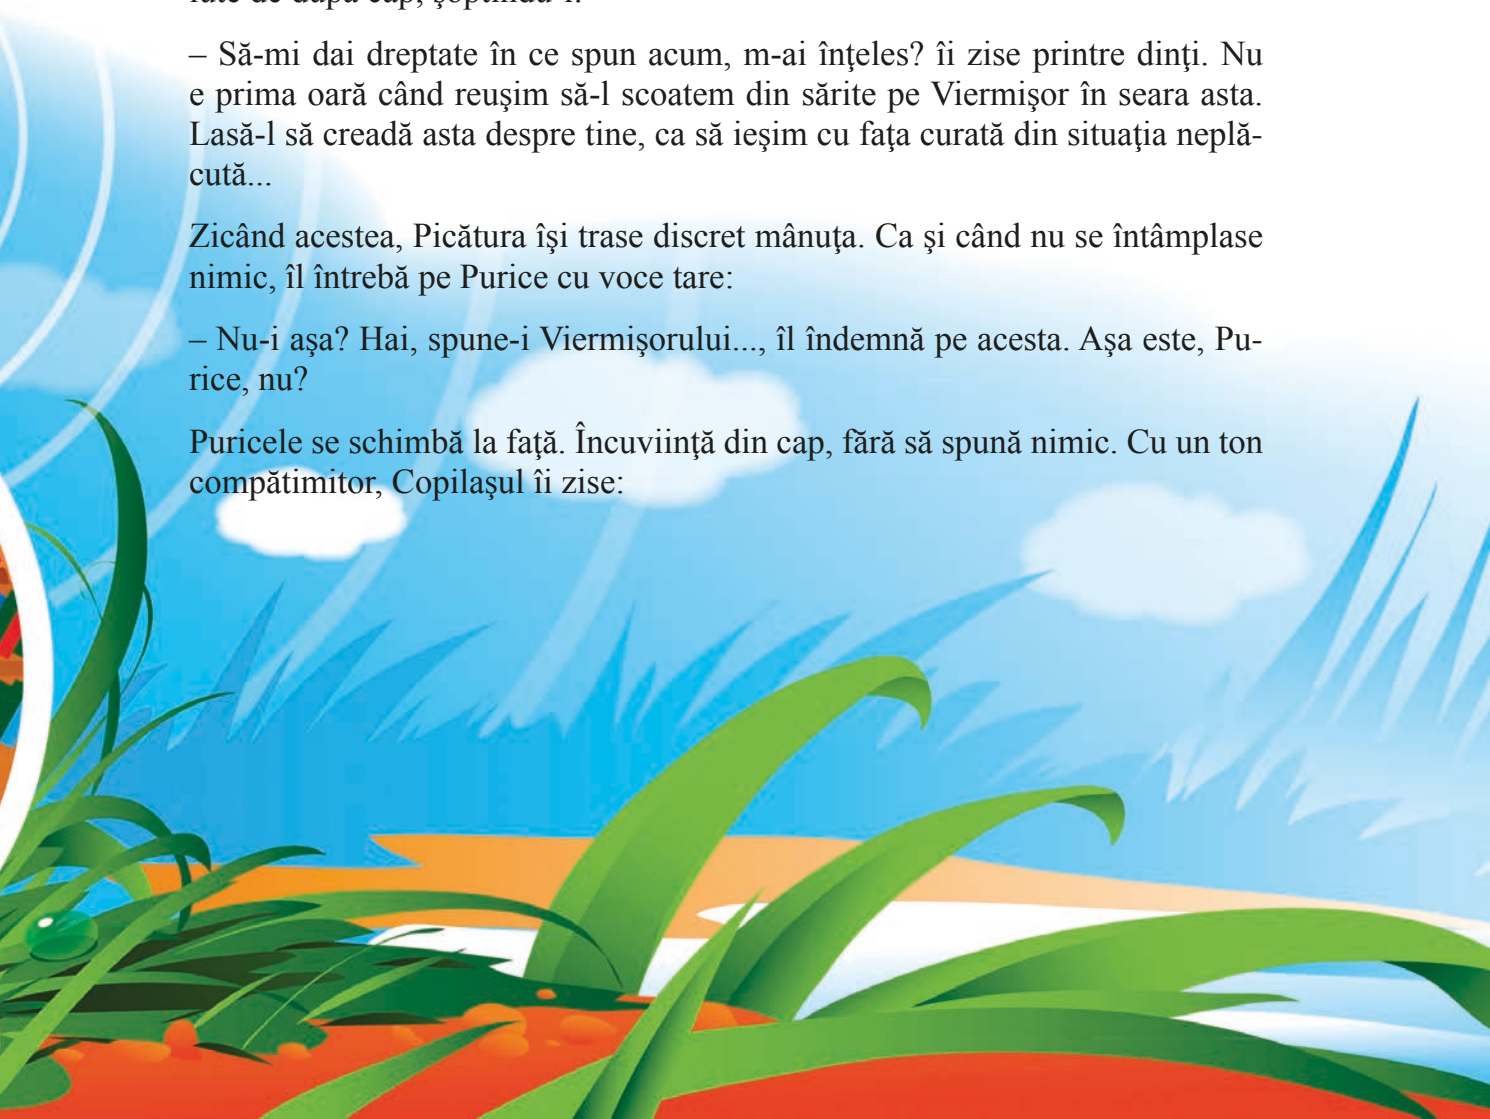 de după cap, şoptindu-i:
– Să-mi dai dreptate în ce spun acum, m-ai înţeles? îi zise printre dinţi. Nu
e prima oară când reuşim să-l scoatem din sărite pe Viermişor în seara asta.
Lasă-l să creadă asta despre tine, ca să ieşim cu faţa curată din situaţia neplă-
cută...
Zicând acestea, Picătura îşi trase discret mânuţa. Ca şi când nu se întâmplase
nimic, îl întrebă pe Purice cu voce tare:
– Nu-i aşa? Hai, spune-i Viermişorului..., îl îndemnă pe acesta. Aşa este, Pu-
rice, nu?
Puricele se schimbă la faţă. Încuviinţă din cap, fără să spună nimic. Cu un ton
compătimitor, Copilaşul îi zise: